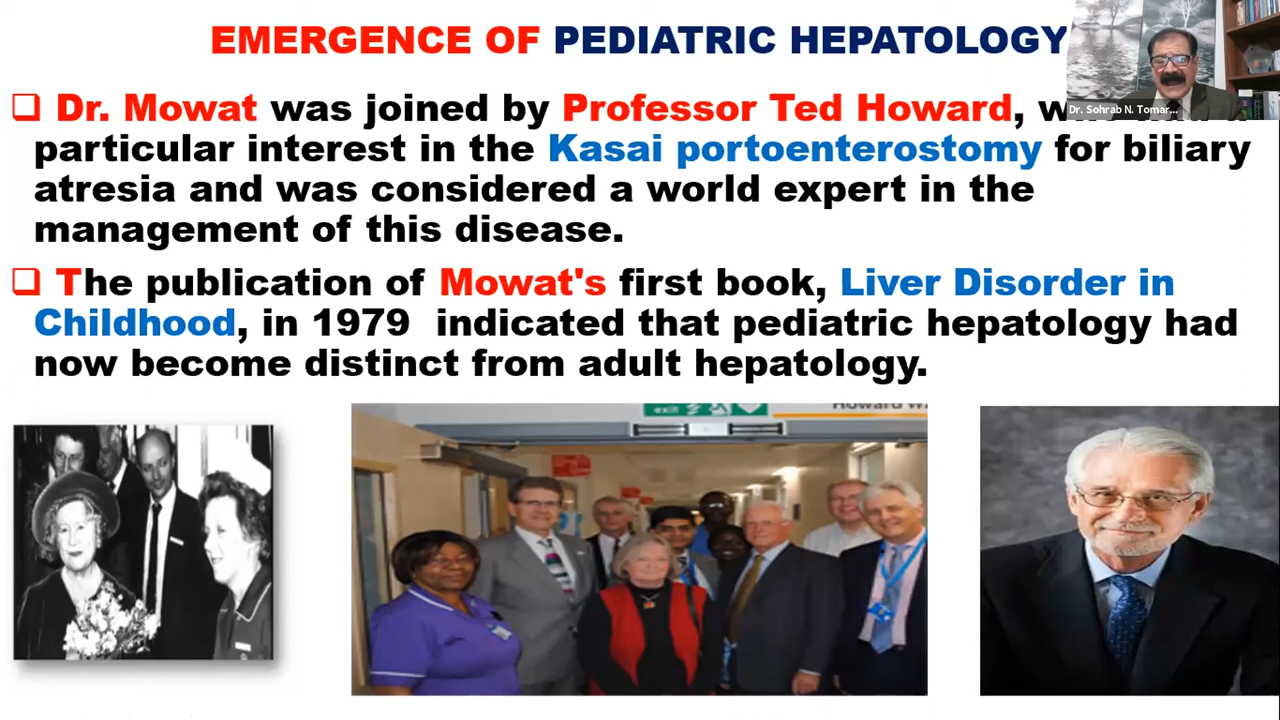 EMERGENCE OF PEDIATRIC HEPATOLOGY
Dr. Sohrab N. Tomar...
❑ Dr. Mowat was joined by Professor Ted Howard,
particular interest in the Kasai portoenterostomy for biliary
atresia and was considered a world expert in the
management of this disease.
❑ The publication of Mowat's first book, Liver Disorder in
Childhood, in 1979 indicated that pediatric hepatology had
now become distinct from adult hepatology.
exit
Howard